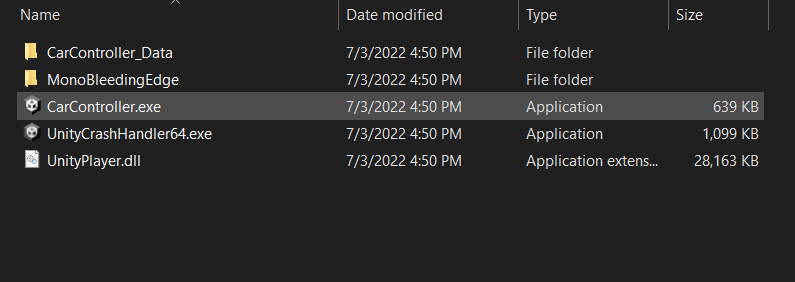 Name Date modified Type Size
CarController_Data 7/3/2022 4:50 PM File folder
MonoBleedingEdge 7/3/2022 4:50 PM File folder
CarController.exe 7/3/2022 4:50 PM Application 639 KB
UnityCrashHandler64.exe 7/3/2022 4:50 PM Application 1,099 KB
UnityPlayer.dll 7/3/2022 4:50 PM Application extens... 28,163 KB